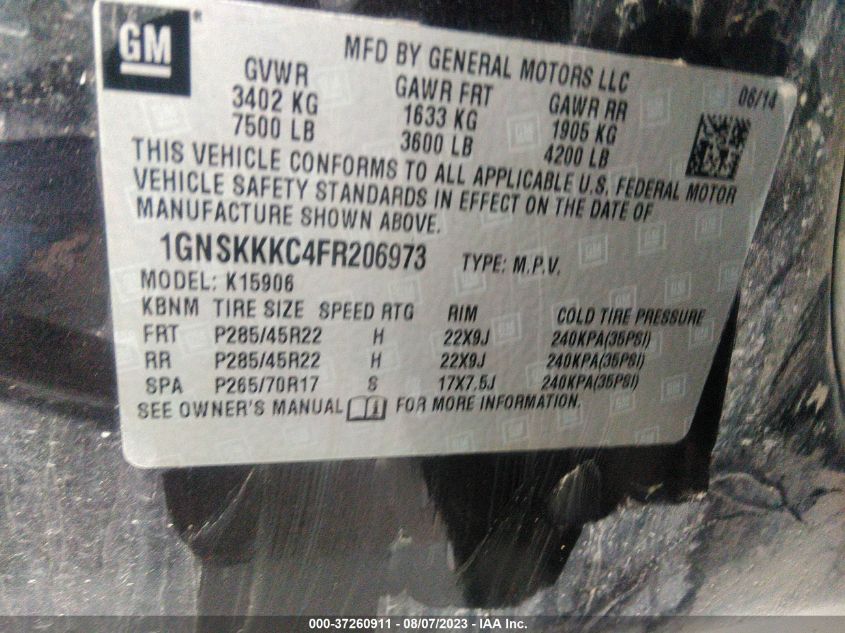 GM
MFD BY GENERAL MOTORS LLC
06/14
GVWR GAWR FRT GAWR RR
3402 KG 1633 KG 1905 KG
7500 LB 3600 LB 4200 LB
THIS VEHICLE CONFORMS TO ALL APPLICABLE U.S. FEDERAL MOTOR
VEHICLE SAFETY STANDARDS IN EFFECT ON THE DATE OF
MANUFACTURE SHOWN ABOVE.
1GNSKKKC4FR206973 TYPE: M.P.V.
MODEL: K15906
KBNM TIRE SIZE SPEED RTG RIM COLD TIRE PRESSURE
FRT P285/45R22 H 22X9J 240KPA(35PSI)
RR P285/45R22 H 22X9J 240KPA(35PSI)
SPA P265/70R17 S 17X7.5J 240KPA(35PSI)
SEE OWNER'S MANUAL FOR MORE INFORMATION.
000-37260911 - 08/07/2023 - IAA Inc.